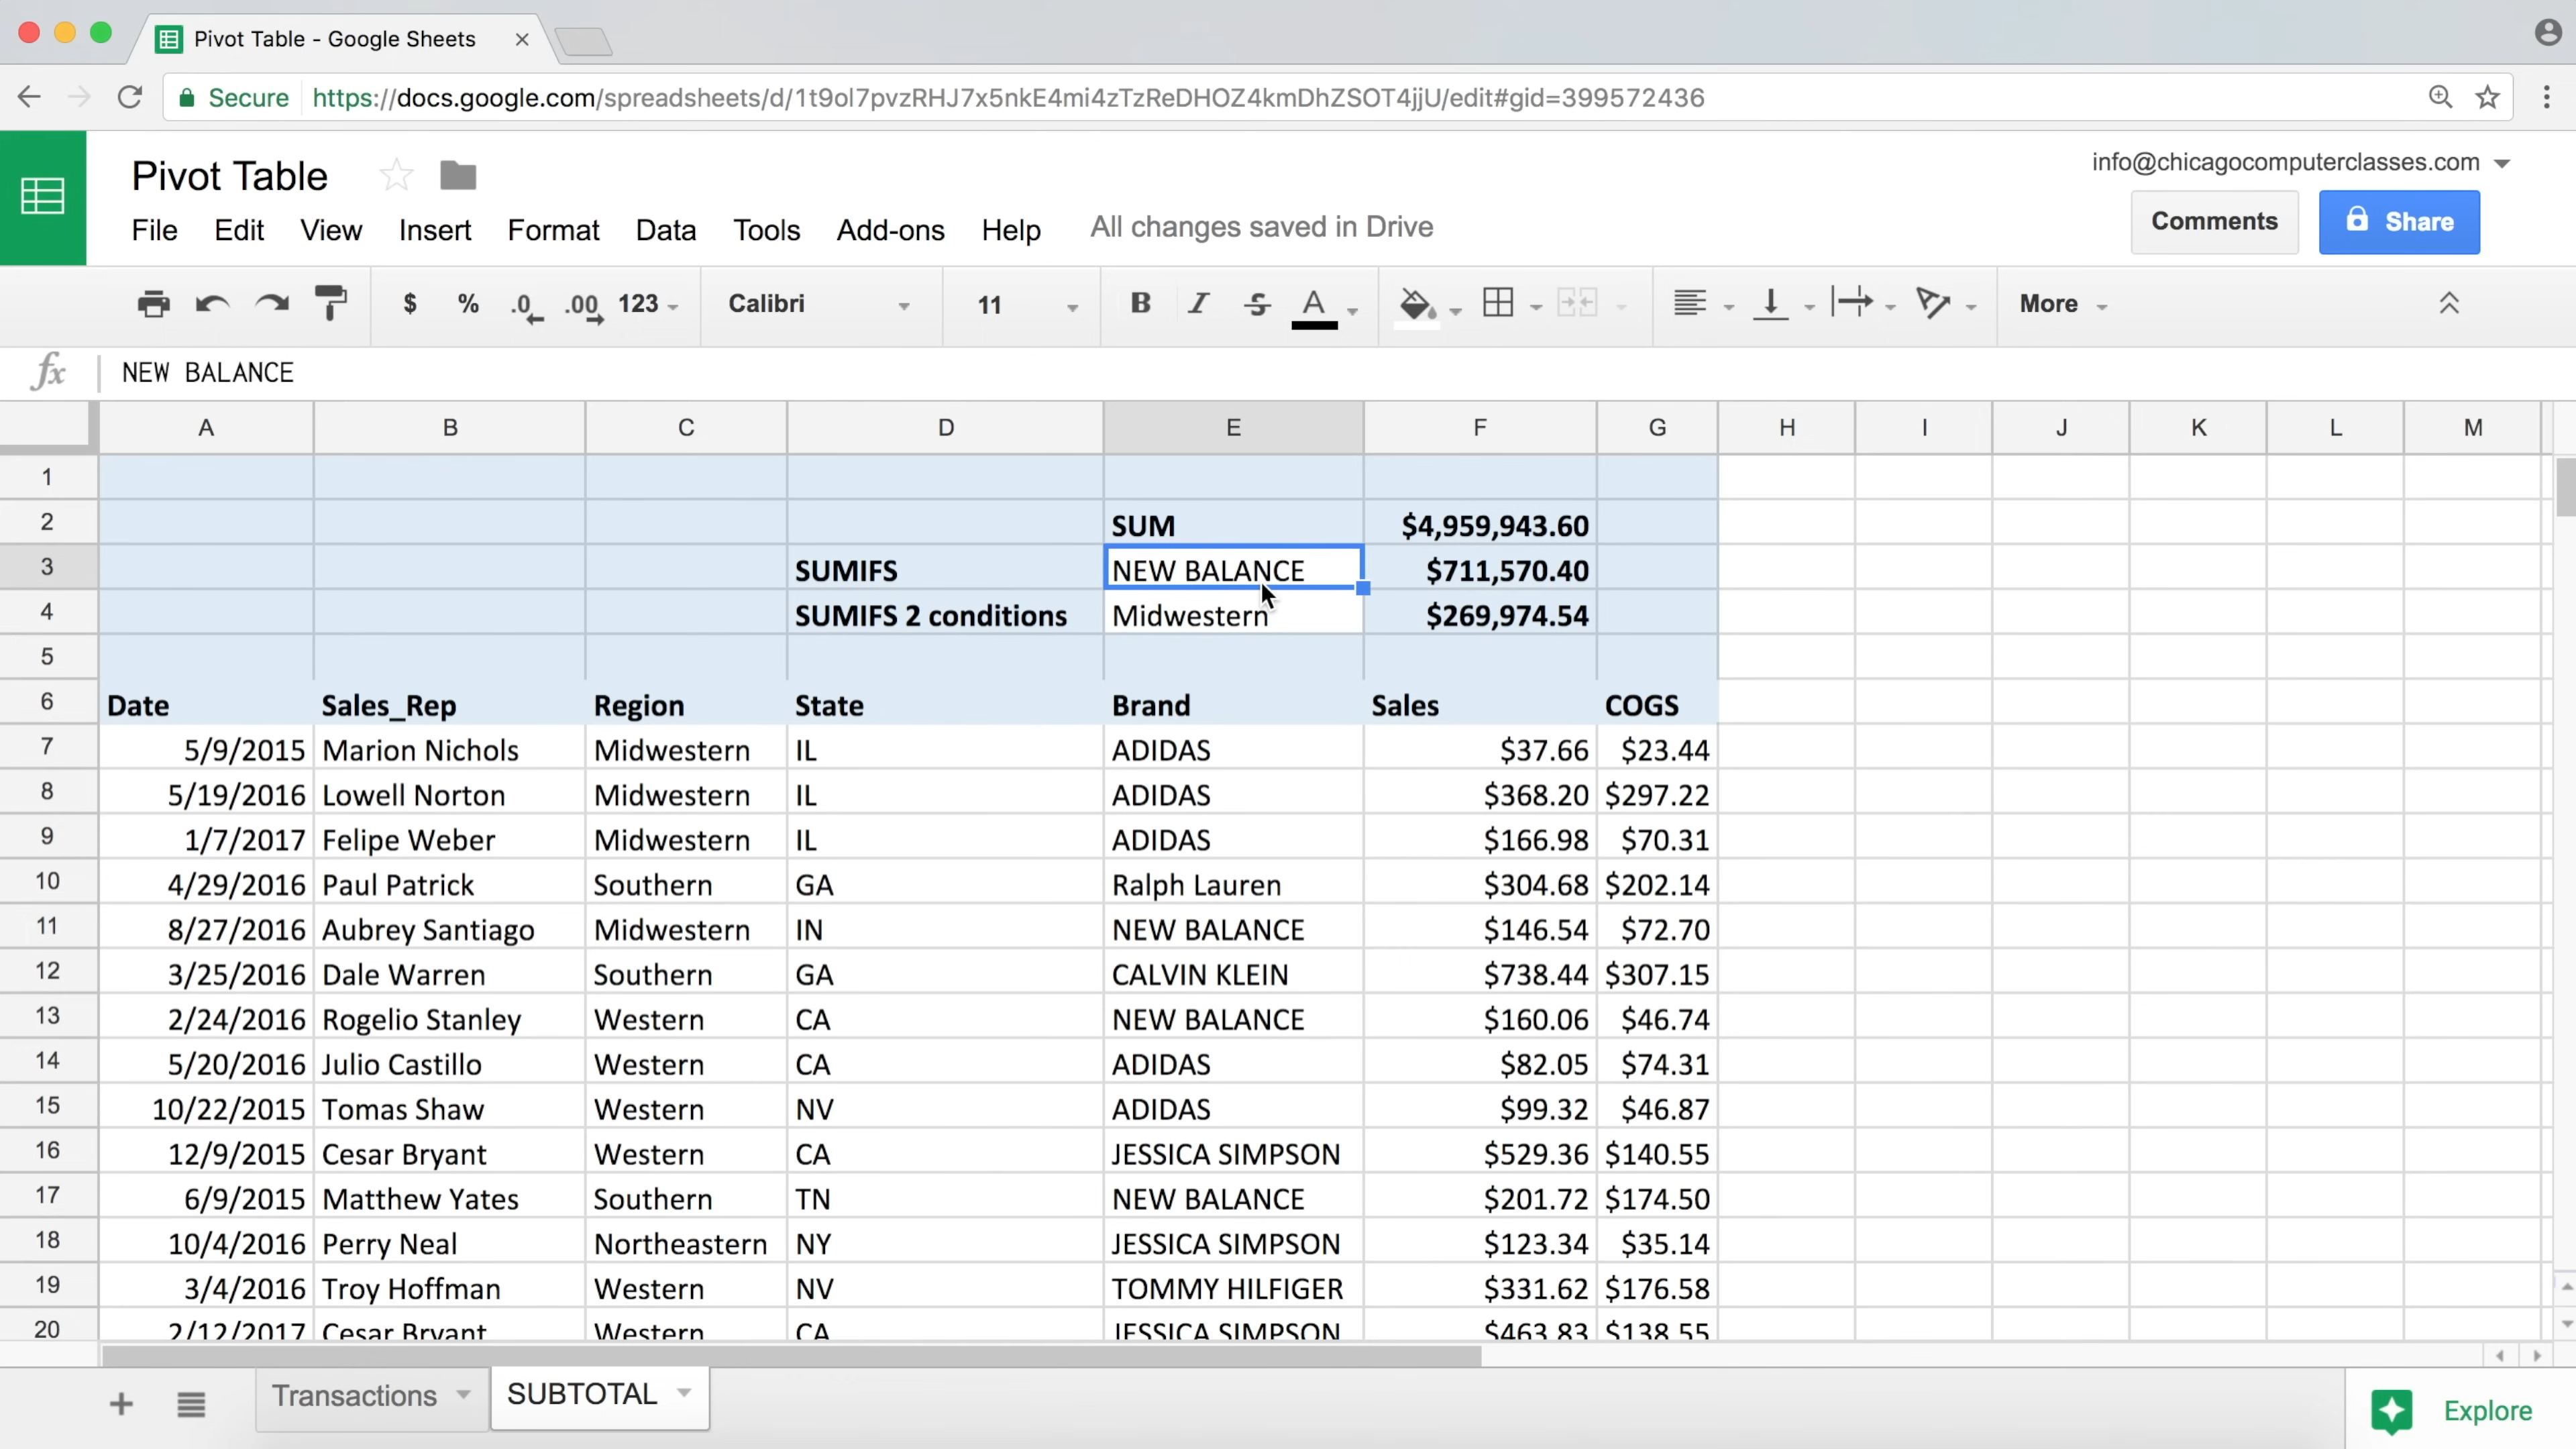 Pivot Table - Google Sheets
Secure https://docs.google.com/spreadsheets/d/1t9ol7pvzRHJ7x5nkE4mi4zTzReDHOZ4kmDhZSOT4jjU/edit#gid=399572436
Pivot Table
info@chicagocomputerclasses.com
File Edit View Insert Format Data Tools Add-ons Help All changes saved in Drive
Comments Share
$ % .0 .00 123 Calibri 11 B I S A More
fx NEW BALANCE
A B C D E F G H I J K L M
1
2 SUM $4,959,943.60
3 SUMIFS NEW BALANCE $711,570.40
4 SUMIFS 2 conditions Midwestern $269,974.54
5
6 Date Sales_Rep Region State Brand Sales COGS
7 5/9/2015 Marion Nichols Midwestern IL ADIDAS $37.66 $23.44
8 5/19/2016 Lowell Norton Midwestern IL ADIDAS $368.20 $297.22
9 1/7/2017 Felipe Weber Midwestern IL ADIDAS $166.98 $70.31
10 4/29/2016 Paul Patrick Southern GA Ralph Lauren $304.68 $202.14
11 8/27/2016 Aubrey Santiago Midwestern IN NEW BALANCE $146.54 $72.70
12 3/25/2016 Dale Warren Southern GA CALVIN KLEIN $738.44 $307.15
13 2/24/2016 Rogelio Stanley Western CA NEW BALANCE $160.06 $46.74
14 5/20/2016 Julio Castillo Western CA ADIDAS $82.05 $74.31
15 10/22/2015 Tomas Shaw Western NV ADIDAS $99.32 $46.87
16 12/9/2015 Cesar Bryant Western CA JESSICA SIMPSON $529.36 $140.55
17 6/9/2015 Matthew Yates Southern TN NEW BALANCE $201.72 $174.50
18 10/4/2016 Perry Neal Northeastern NY JESSICA SIMPSON $123.34 $35.14
19 3/4/2016 Troy Hoffman Western NV TOMMY HILFIGER $331.62 $176.58
20 2/12/2017 Cesar Bryant Western CA JESSICA SIMPSON $463.83 $138.55
Transactions SUBTOTAL Explore